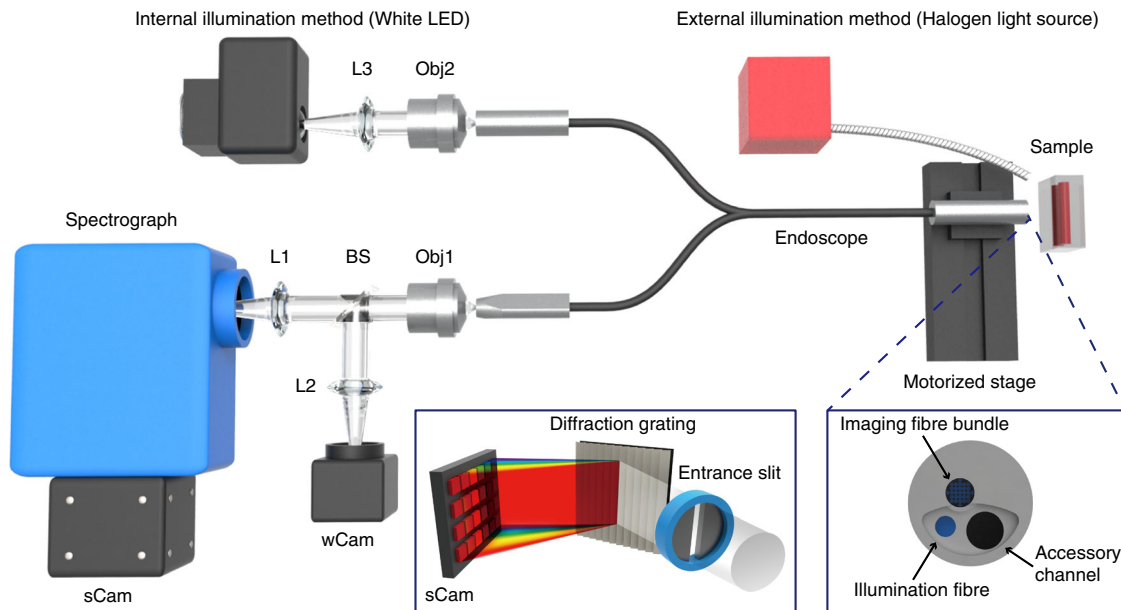 Internal illumination method (White LED)
External illumination method (Halogen light source)
L3
Obj2
Sample
Spectrograph
L1
BS
Obj1
Endoscope
L2
Motorized stage
wCam
sCam
Diffraction grating
Entrance slit
sCam
Imaging fibre bundle
Accessory
channel
Illumination fibre